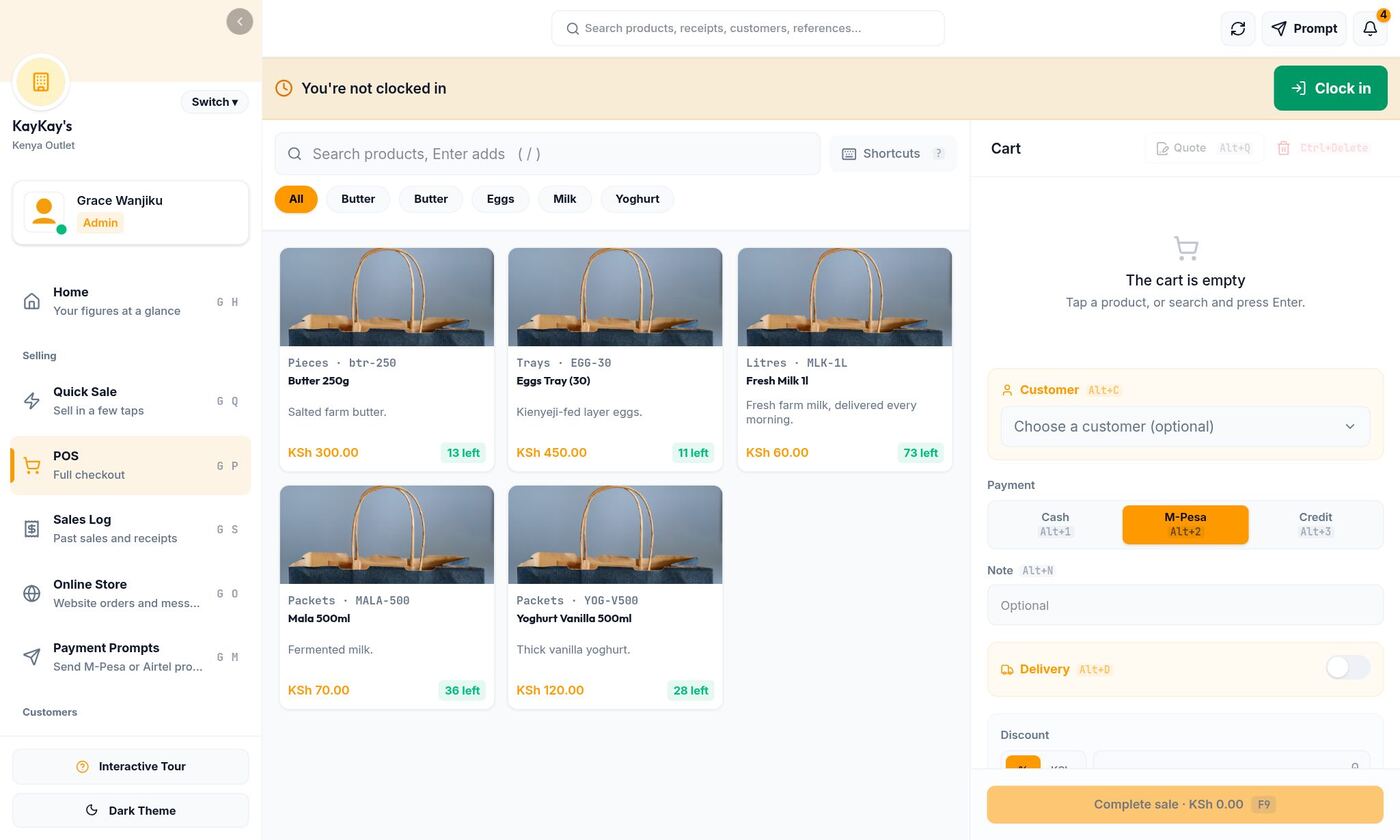 Search products, receipts, customers, references...
Prompt
4
Switch ▾
KayKay's
Kenya Outlet
Grace Wanjiku
Admin
Home
Your figures at a glance
G H
Selling
Quick Sale
Sell in a few taps
G Q
POS
Full checkout
G P
Sales Log
Past sales and receipts
G S
Online Store
Website orders and mess...
G O
Payment Prompts
Send M-Pesa or Airtel pro...
G M
Customers
Interactive Tour
Dark Theme
You're not clocked in
Clock in
Search products, Enter adds ( / )
Shortcuts ?
All
Butter
Butter
Eggs
Milk
Yoghurt
Pieces · btr-250
Butter 250g
Salted farm butter.
KSh 300.00
13 left
Trays · EGG-30
Eggs Tray (30)
Kienyeji-fed layer eggs.
KSh 450.00
11 left
Litres · MLK-1L
Fresh Milk 1l
Fresh farm milk, delivered every
morning.
KSh 60.00
73 left
Packets · MALA-500
Mala 500ml
Fermented milk.
KSh 70.00
36 left
Packets · YOG-V500
Yoghurt Vanilla 500ml
Thick vanilla yoghurt.
KSh 120.00
28 left
Cart
Quote Alt+Q
Ctrl+Delete
The cart is empty
Tap a product, or search and press Enter.
Customer Alt+C
Choose a customer (optional)
Payment
Cash
Alt+1
M-Pesa
Alt+2
Credit
Alt+3
Note Alt+N
Optional
Delivery Alt+D
Discount
Complete sale · KSh 0.00 F9